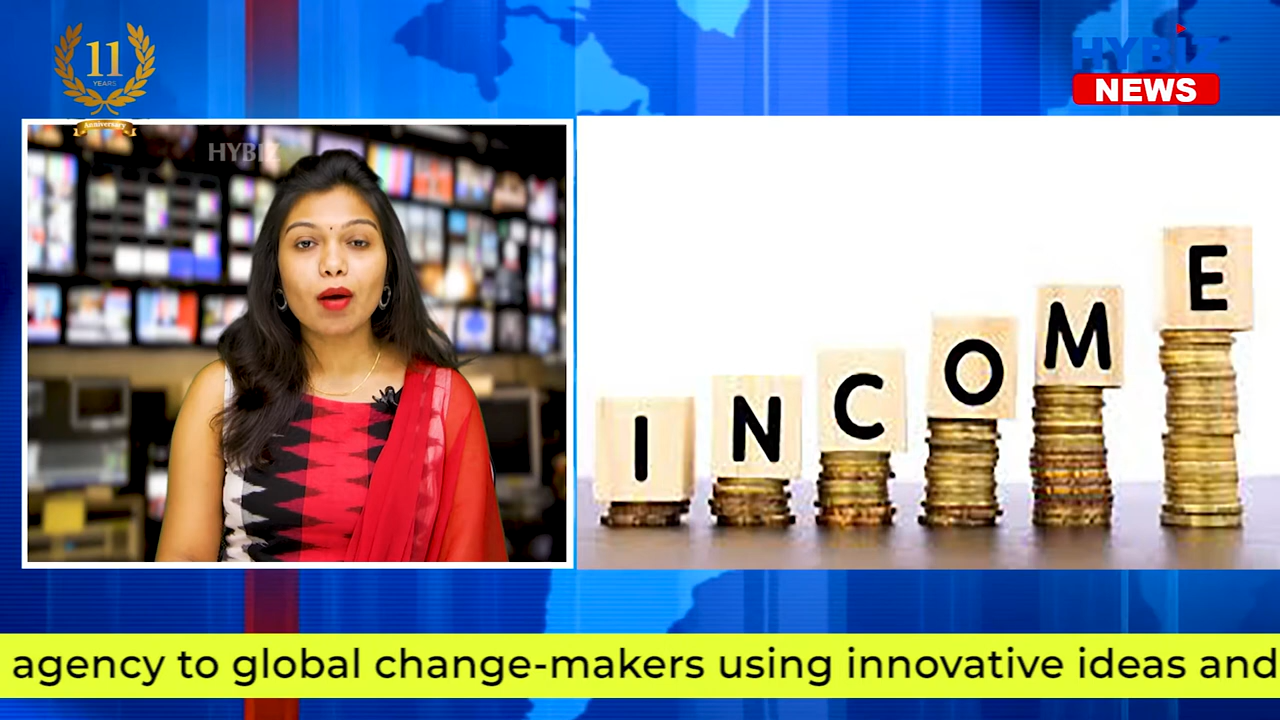 11
YEARS
Anniversary
HYBIZ
NEWS
HYBIZ
INCOME
agency to global change-makers using innovative ideas and